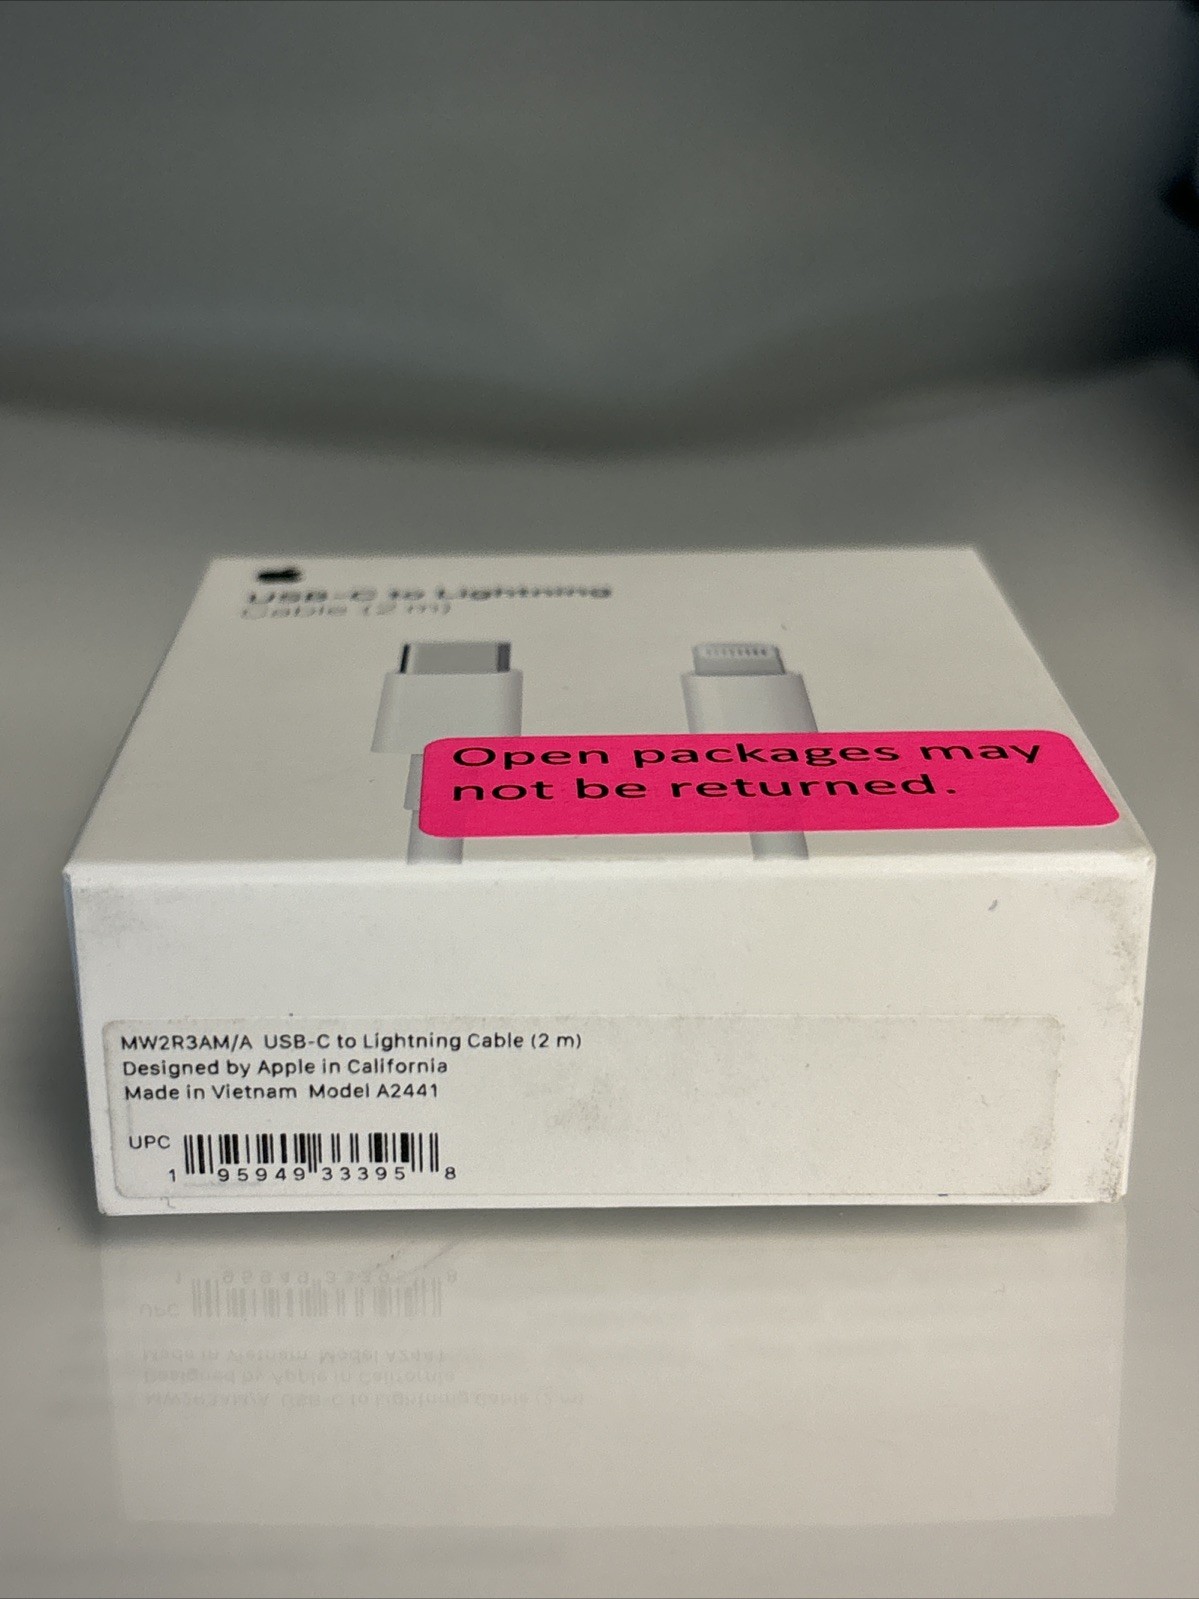 USB-C to Lightning
Cable (2 m)
Open packages may
not be returned.
MW2R3AM/A USB-C to Lightning Cable (2 m)
Designed by Apple in California
Made in Vietnam Model A2441
UPC
1 95949 33395 8